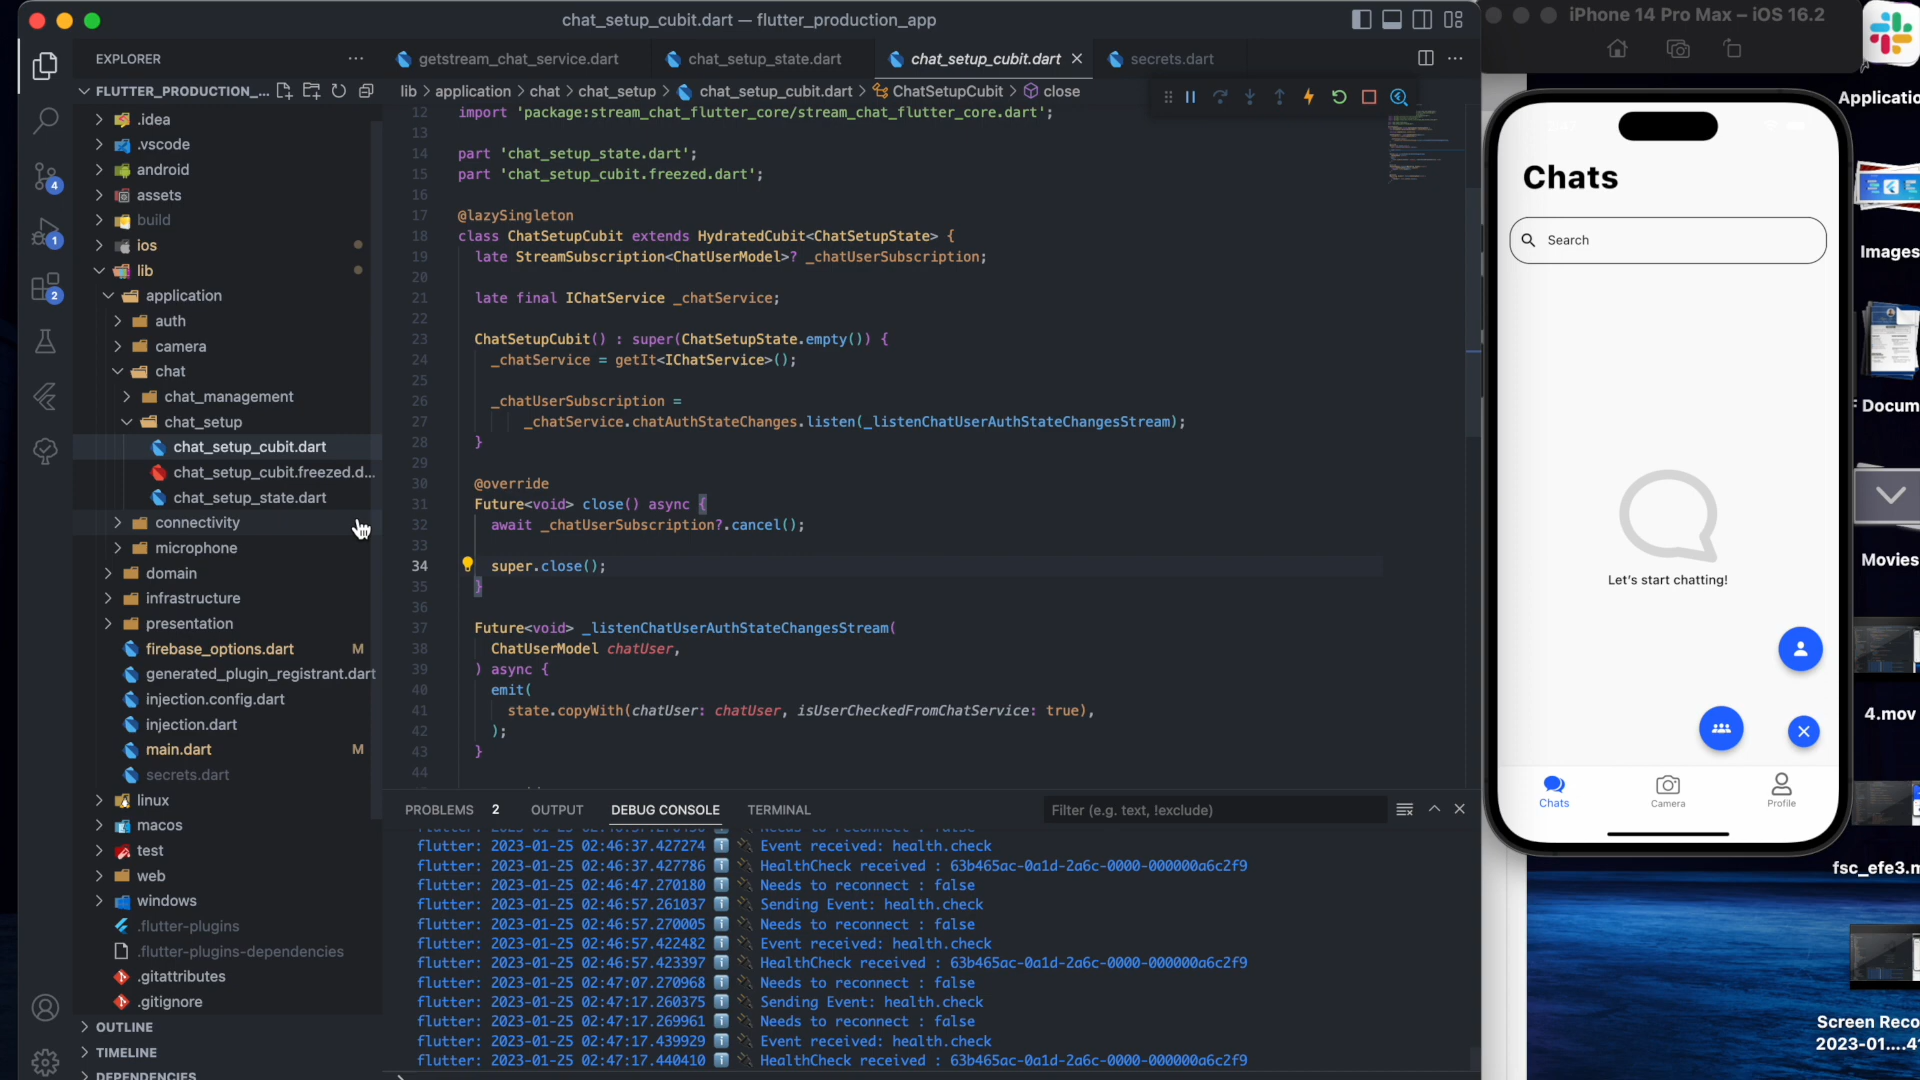 chat_setup_cubit.dart — flutter_production_app
iPhone 14 Pro Max – iOS 16.2
EXPLORER
getstream_chat_service.dart
chat_setup_state.dart
chat_setup_cubit.dart
secrets.dart
FLUTTER_PRODUCTION_...
lib > application > chat > chat_setup > chat_setup_cubit.dart > ChatSetupCubit > close
.idea
.vscode
android
assets
build
ios
lib
application
auth
camera
chat
chat_management
chat_setup
chat_setup_cubit.dart
chat_setup_cubit.freezed.d...
chat_setup_state.dart
connectivity
microphone
domain
infrastructure
presentation
firebase_options.dart M
generated_plugin_registrant.dart
injection.config.dart
injection.dart
main.dart M
secrets.dart
linux
macos
test
web
windows
.flutter-plugins
.flutter-plugins-dependencies
.gitattributes
.gitignore
OUTLINE
TIMELINE
DEPENDENCIES
4
1
2
12 import 'package:stream_chat_flutter_core/stream_chat_flutter_core.dart';
13
14 part 'chat_setup_state.dart';
15 part 'chat_setup_cubit.freezed.dart';
16
17 @lazySingleton
18 class ChatSetupCubit extends HydratedCubit<ChatSetupState> {
19 late StreamSubscription<ChatUserModel>? _chatUserSubscription;
20
21 late final IChatService _chatService;
22
23 ChatSetupCubit() : super(ChatSetupState.empty()) {
24 _chatService = getIt<IChatService>();
25
26 _chatUserSubscription =
27 _chatService.chatAuthStateChanges.listen(_listenChatUserAuthStateChangesStream);
28 }
29
30 @override
31 Future<void> close() async {
32 await _chatUserSubscription?.cancel();
33
34 super.close();
35 }
36
37 Future<void> _listenChatUserAuthStateChangesStream(
38 ChatUserModel chatUser,
39 ) async {
40 emit(
41 state.copyWith(chatUser: chatUser, isUserCheckedFromChatService: true),
42 );
43 }
44
PROBLEMS 2 OUTPUT DEBUG CONSOLE TERMINAL
Filter (e.g. text, !exclude)
flutter: 2023-01-25 02:46:37.427274 Event received: health.check
flutter: 2023-01-25 02:46:37.427786 HealthCheck received : 63b465ac-0a1d-2a6c-0000-000000a6c2f9
flutter: 2023-01-25 02:46:47.270180 Needs to reconnect : false
flutter: 2023-01-25 02:46:57.261037 Sending Event: health.check
flutter: 2023-01-25 02:46:57.270005 Needs to reconnect : false
flutter: 2023-01-25 02:46:57.422482 Event received: health.check
flutter: 2023-01-25 02:46:57.423397 HealthCheck received : 63b465ac-0a1d-2a6c-0000-000000a6c2f9
flutter: 2023-01-25 02:47:07.270968 Needs to reconnect : false
flutter: 2023-01-25 02:47:17.260375 Sending Event: health.check
flutter: 2023-01-25 02:47:17.269961 Needs to reconnect : false
flutter: 2023-01-25 02:47:17.439929 Event received: health.check
flutter: 2023-01-25 02:47:17.440410 HealthCheck received : 63b465ac-0a1d-2a6c-0000-000000a6c2f9
Chats
Search
Let's start chatting!
Chats
Camera
Profile
Applicatio
Images
Docum
Movies
4.mov
fsc_efe3.m
Screen Reco
2023-01....4